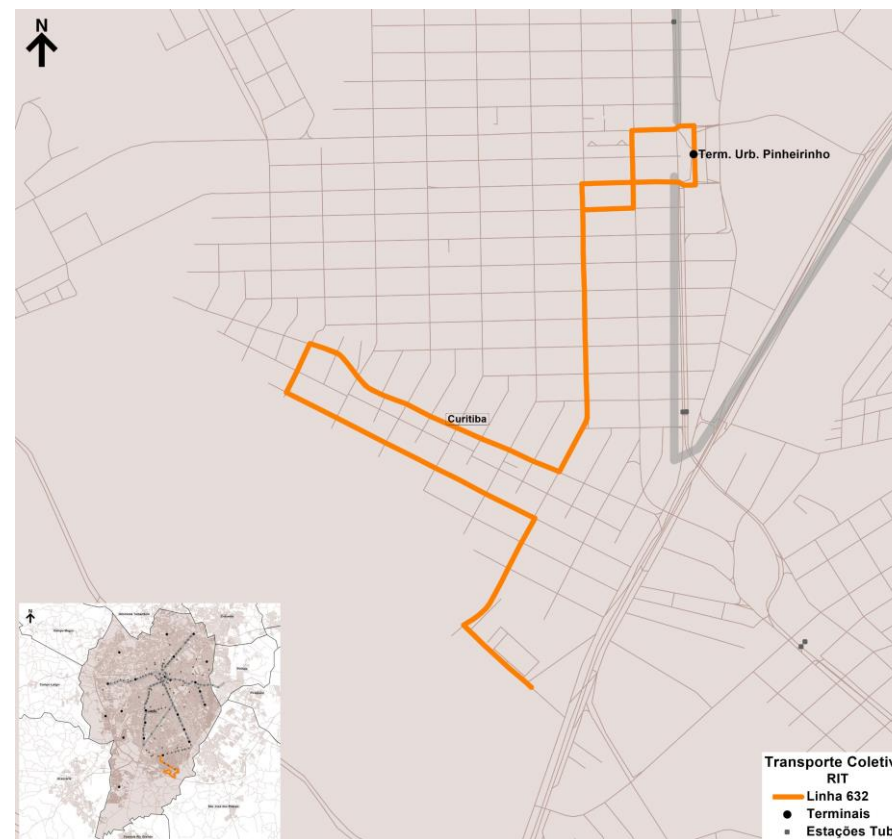 N
Term. Urb. Pinheirinho
Curitiba
N
Transporte Coletiv
RIT
Linha 632
Terminais
Estações Tub